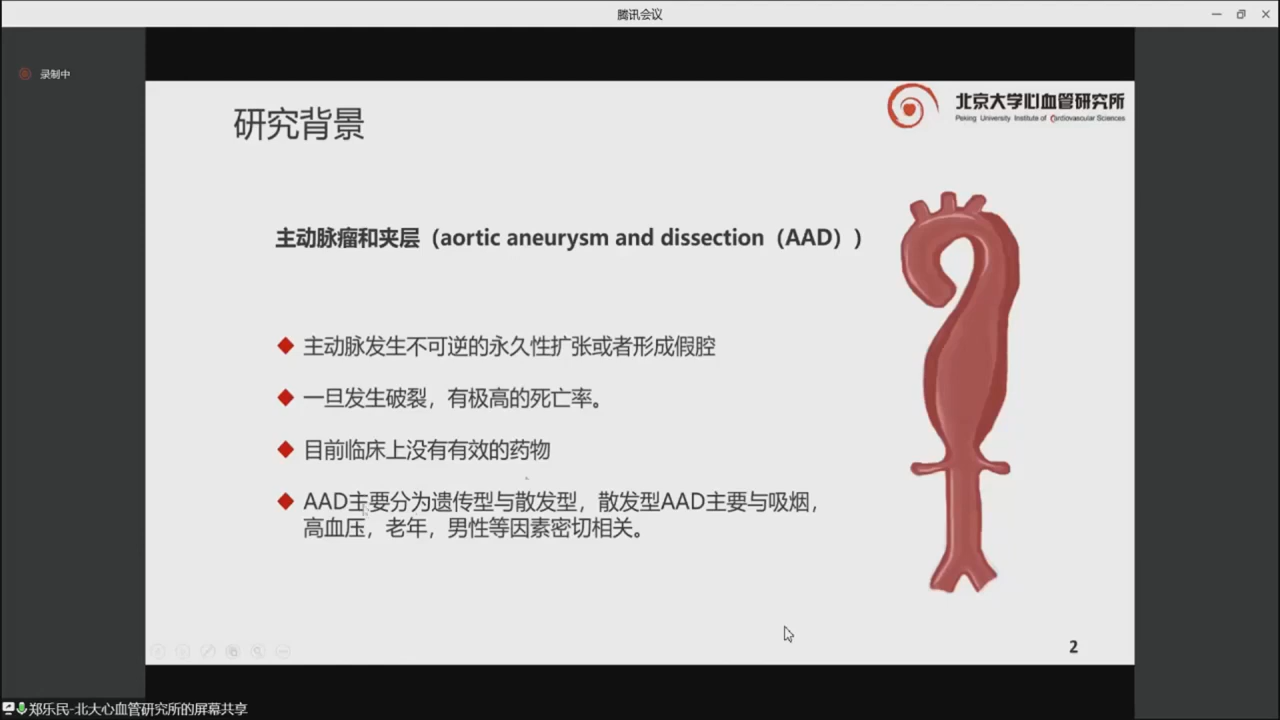 腾讯会议
录制中
研究背景
北京大学心血管研究所
Peking University Institute of Cardiovascular Sciences
主动脉瘤和夹层（aortic aneurysm and dissection（AAD））
主动脉发生不可逆的永久性扩张或者形成假腔
一旦发生破裂，有极高的死亡率。
目前临床上没有有效的药物
AAD主要分为遗传型与散发型，散发型AAD主要与吸烟，
高血压，老年，男性等因素密切相关。
2
郑乐民-北大心血管研究所的屏幕共享